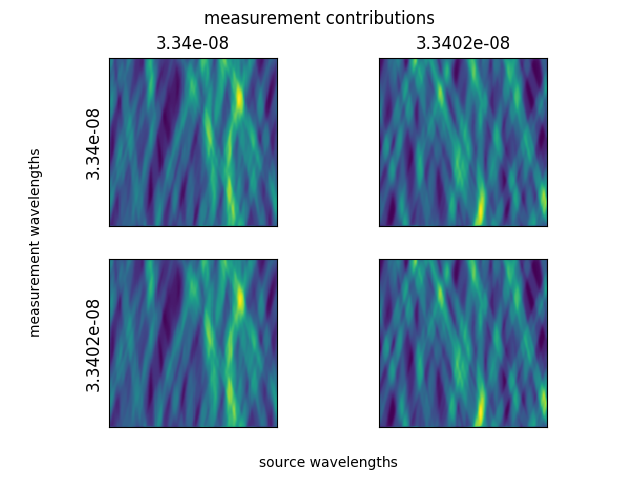 measurement contributions
3.34e-08
3.3402e-08
measurement wavelengths
3.34e-08
3.3402e-08
source wavelengths